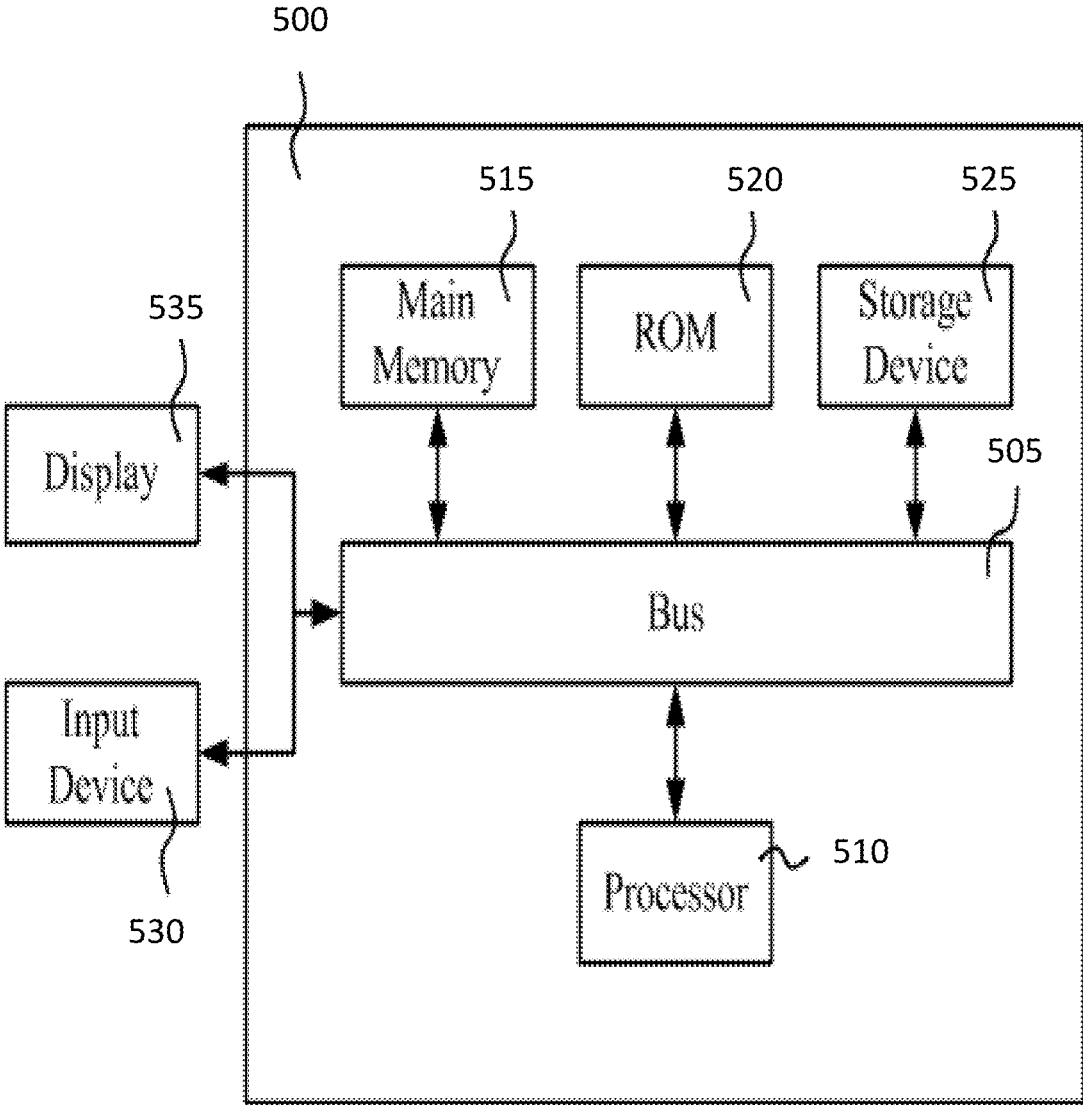 500
515
520
525
Main
Memory
ROM
Storage
Device
535
Display
505
Bus
Input
Device
530
510
Processor